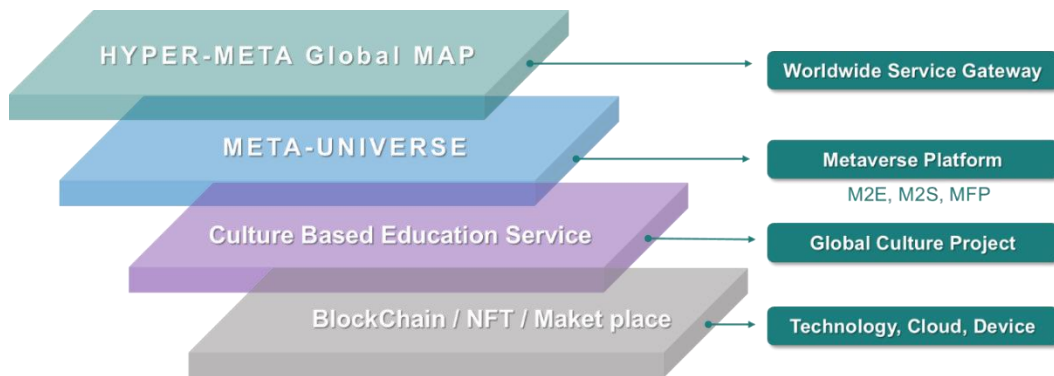 HYPER-META Global MAP
Worldwide Service Gateway
META-UNIVERSE
Metaverse Platform
M2E, M2S, MFP
Culture Based Education Service
Global Culture Project
BlockChain / NFT / Maket place
Technology, Cloud, Device